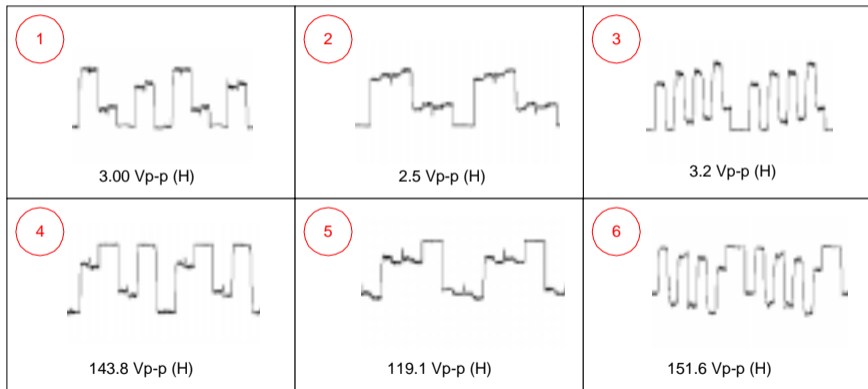 1
2
3
3.00 Vp-p (H)
2.5 Vp-p (H)
3.2 Vp-p (H)
4
5
6
143.8 Vp-p (H)
119.1 Vp-p (H)
151.6 Vp-p (H)